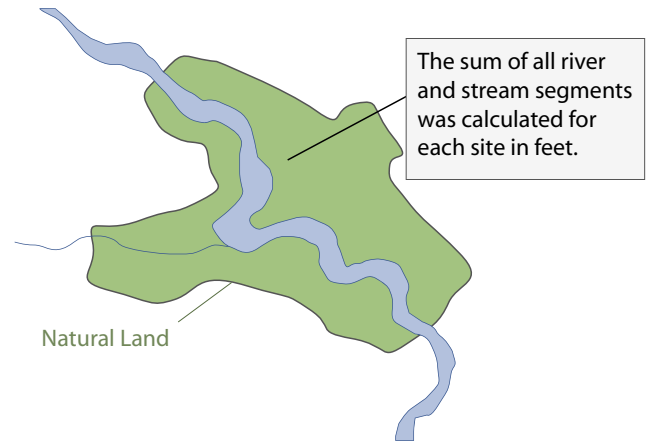 The sum of all river
and stream segments
was calculated for
each site in feet.
Natural Land